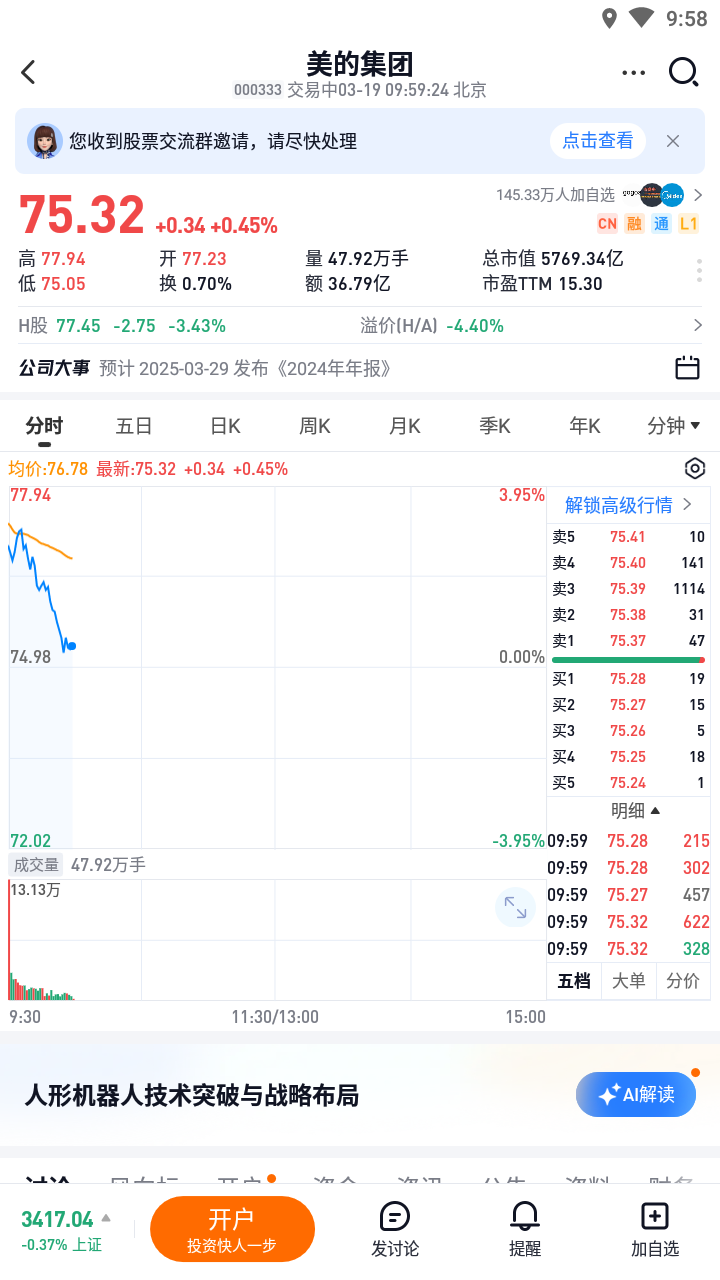 9:58
美的集团
000333 交易中03-19 09:59:24 北京
您收到股票交流群邀请，请尽快处理
点击查看
75.32 +0.34 +0.45%
145.33万人加自选
CN 融 通 L1
高 77.94 开 77.23 量 47.92万手 总市值 5769.34亿
低 75.05 换 0.70% 额 36.79亿 市盈TTM 15.30
H股 77.45 -2.75 -3.43% 溢价(H/A) -4.40%
公司大事 预计 2025-03-29 发布《2024年年报》
分时 五日 日K 周K 月K 季K 年K 分钟
均价:76.78 最新:75.32 +0.34 +0.45%
77.94 3.95%
74.98 0.00%
72.02 -3.95%
解锁高级行情
卖5 75.41 10
卖4 75.40 141
卖3 75.39 1114
卖2 75.38 31
卖1 75.37 47
买1 75.28 19
买2 75.27 15
买3 75.26 5
买4 75.25 18
买5 75.24 1
明细
09:59 75.28 215
09:59 75.28 302
09:59 75.27 457
09:59 75.32 622
09:59 75.32 328
五档 大单 分价
成交量 47.92万手
13.13万
9:30 11:30/13:00 15:00
人形机器人技术突破与战略布局
AI解读
3417.04
-0.37% 上证
开户
投资快人一步
发讨论
提醒
加自选